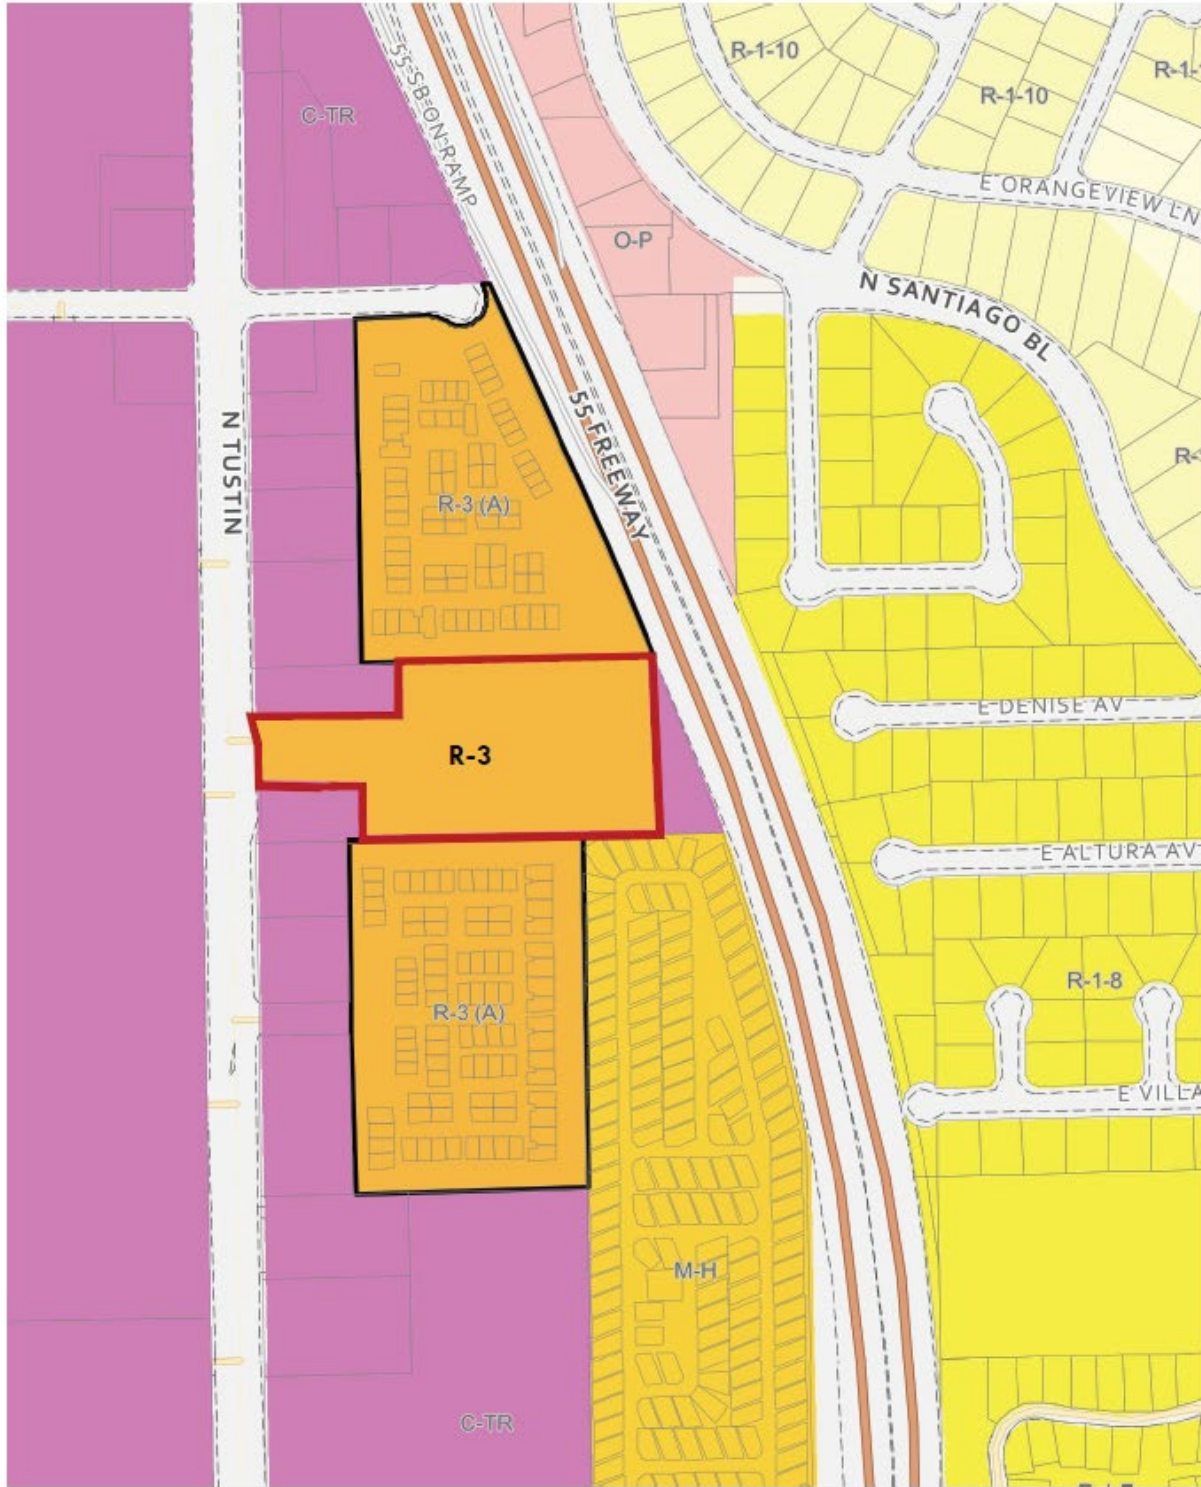 R-1-10
R-1-10
C-TR
55 SB ON RAMP
E ORANGEVIEW LN
O-P
N SANTIAGO BL
N TUSTIN
55 FREEWAY
R-3 (A)
E DENISE AV
R-3
E ALTURA AV
R-1-8
R-3 (A)
E VILLA
M-H
C-TR